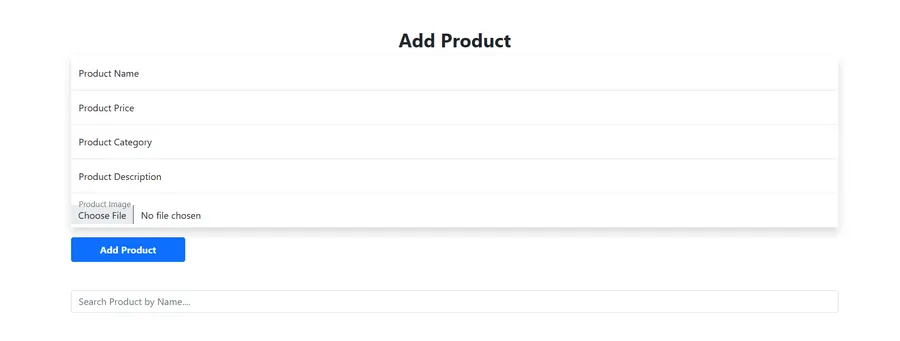 Add Product
Product Name
Product Price
Product Category
Product Description
Product Image
Choose File No file chosen
Add Product
Search Product by Name....